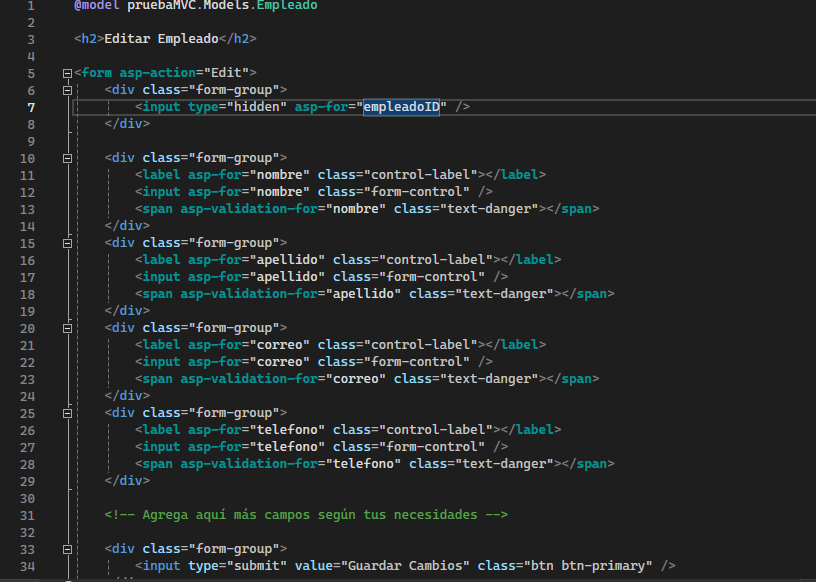 1 @model pruebaMVC.Models.Empleado
2
3 <h2>Editar Empleado</h2>
4
5 <form asp-action="Edit">
6 <div class="form-group">
7 <input type="hidden" asp-for="empleadoID" />
8 </div>
9
10 <div class="form-group">
11 <label asp-for="nombre" class="control-label"></label>
12 <input asp-for="nombre" class="form-control" />
13 <span asp-validation-for="nombre" class="text-danger"></span>
14 </div>
15 <div class="form-group">
16 <label asp-for="apellido" class="control-label"></label>
17 <input asp-for="apellido" class="form-control" />
18 <span asp-validation-for="apellido" class="text-danger"></span>
19 </div>
20 <div class="form-group">
21 <label asp-for="correo" class="control-label"></label>
22 <input asp-for="correo" class="form-control" />
23 <span asp-validation-for="correo" class="text-danger"></span>
24 </div>
25 <div class="form-group">
26 <label asp-for="telefono" class="control-label"></label>
27 <input asp-for="telefono" class="form-control" />
28 <span asp-validation-for="telefono" class="text-danger"></span>
29 </div>
30
31 <!-- Agrega aquí más campos según tus necesidades -->
32
33 <div class="form-group">
34 <input type="submit" value="Guardar Cambios" class="btn btn-primary" />